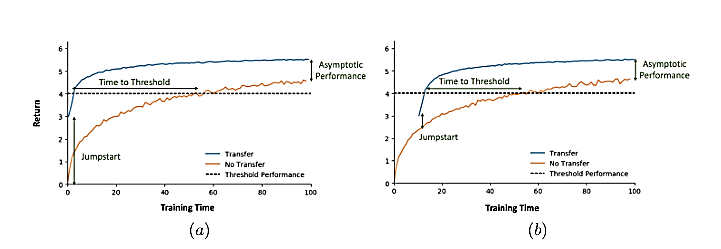 6
5
4
3
2
1
0
Return
Time to Threshold
Asymptotic
Performance
Jumpstart
Transfer
No Transfer
Threshold Performance
0 20 40 60 80 100
Training Time
(a)
6
5
4
3
2
1
0
Time to Threshold
Asymptotic
Performance
Jumpstart
Transfer
No Transfer
Threshold Performance
0 20 40 60 80 100
Training Time
(b)